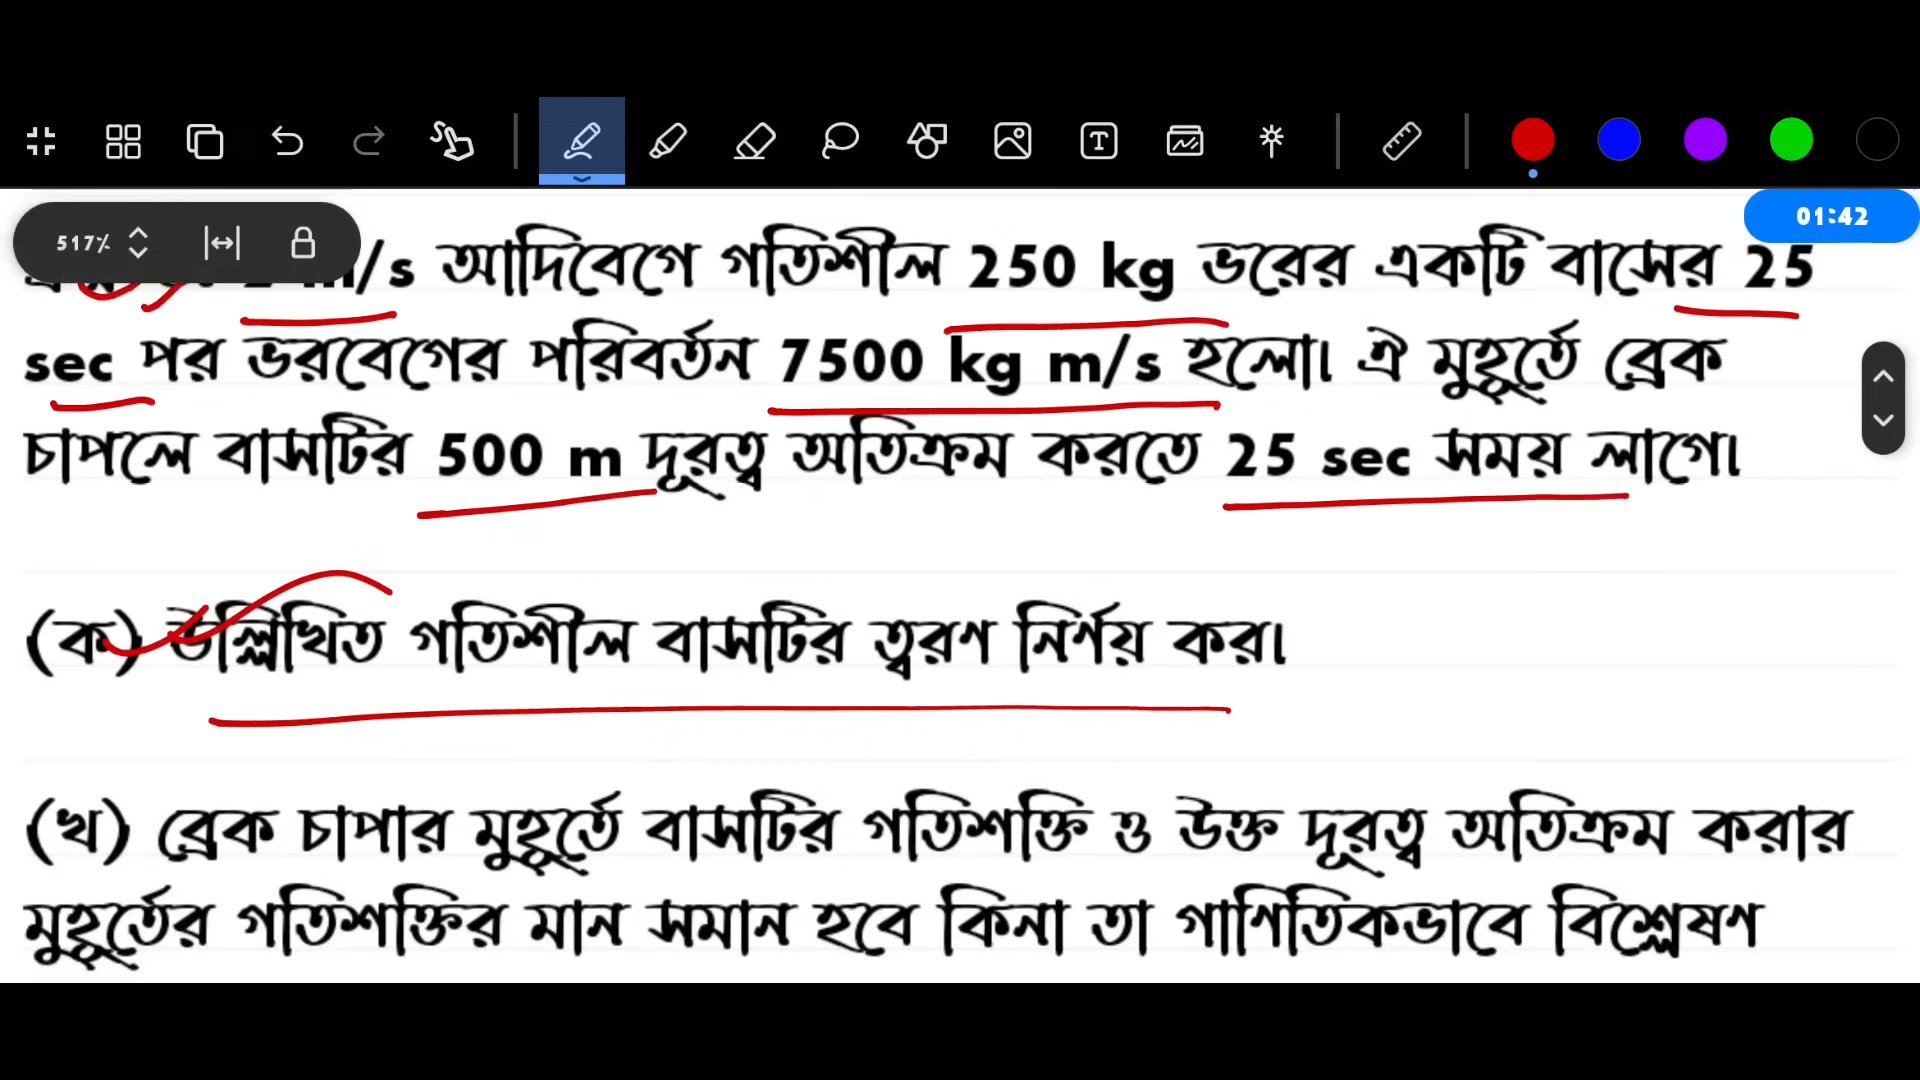 517%
01:42
m/s আদিবেগে গতিশীল 250 kg ভরের একটি বাসের 25
sec পর ভরবেগের পরিবর্তন 7500 kg m/s হলো। ঐ মুহূর্তে ব্রেক
চাপলে বাসটির 500 m দূরত্ব অতিক্রম করতে 25 sec সময় লাগে।
(ক) উল্লিখিত গতিশীল বাসটির ত্বরণ নির্ণয় কর।
(খ) ব্রেক চাপার মুহূর্তে বাসটির গতিশক্তি ও উক্ত দূরত্ব অতিক্রম করার
মুহূর্তের গতিশক্তির মান সমান হবে কিনা তা গাণিতিকভাবে বিশ্লেষণ